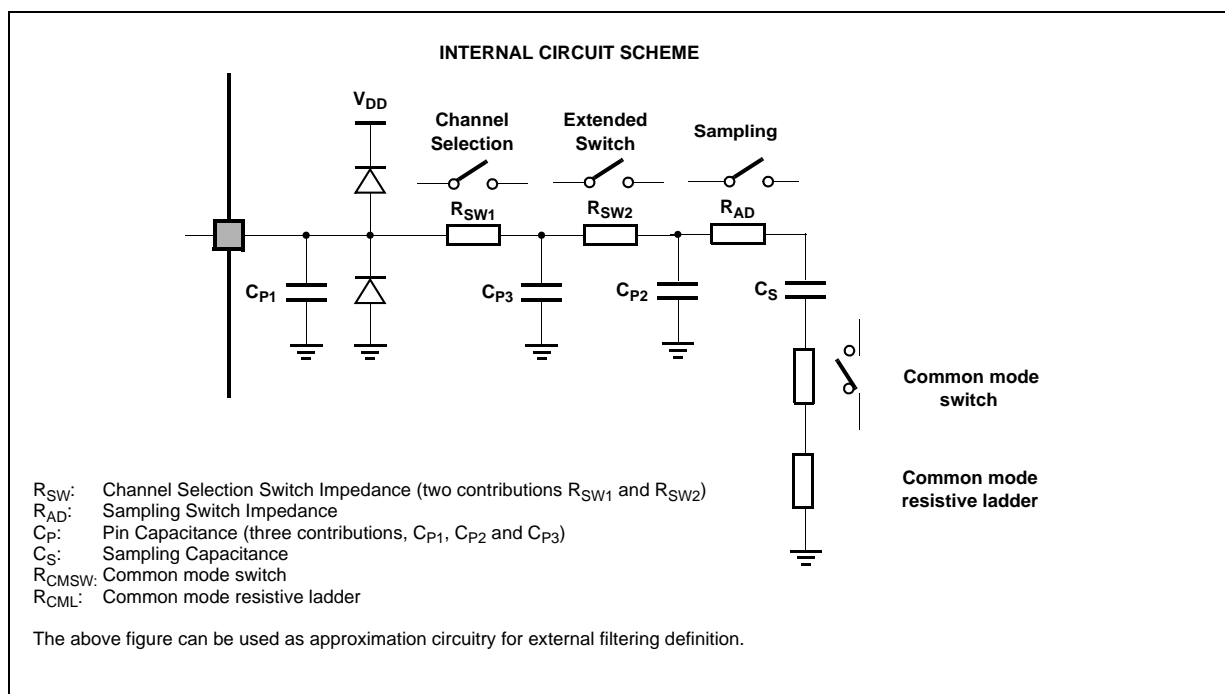 INTERNAL CIRCUIT SCHEME
VDD
Channel
Selection
Extended
Switch
Sampling
RSW1
RSW2
RAD
CP1
CP3
CP2
CS
Common mode
switch
Common mode
resistive ladder
RSW: Channel Selection Switch Impedance (two contributions RSW1 and RSW2)
RAD: Sampling Switch Impedance
CP: Pin Capacitance (three contributions, CP1, CP2 and CP3)
CS: Sampling Capacitance
RCMSW: Common mode switch
RCML: Common mode resistive ladder
The above figure can be used as approximation circuitry for external filtering definition.